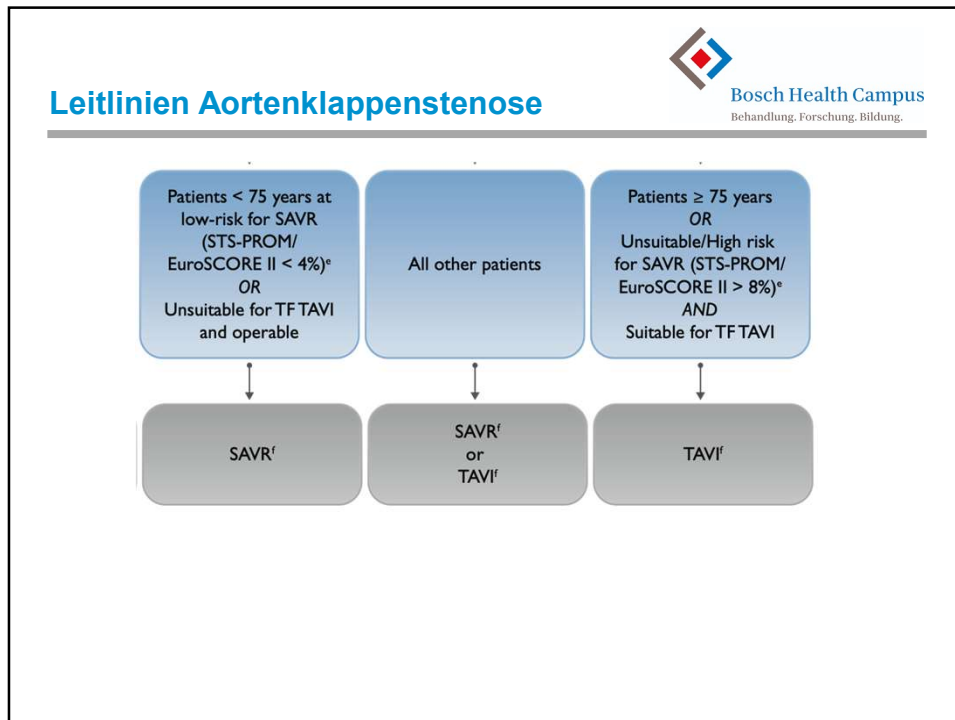 Bosch Health Campus
Behandlung. Forschung. Bildung.
Leitlinien Aortenklappenstenose
Patients < 75 years at
low-risk for SAVR
(STS-PROM/
EuroSCORE II < 4%)ᵉ
OR
Unsuitable for TF TAVI
and operable
All other patients
Patients ≥ 75 years
OR
Unsuitable/High risk
for SAVR (STS-PROM/
EuroSCORE II > 8%)ᵉ
AND
Suitable for TF TAVI
SAVRᶠ
SAVRᶠ
or
TAVIᶠ
TAVIᶠ